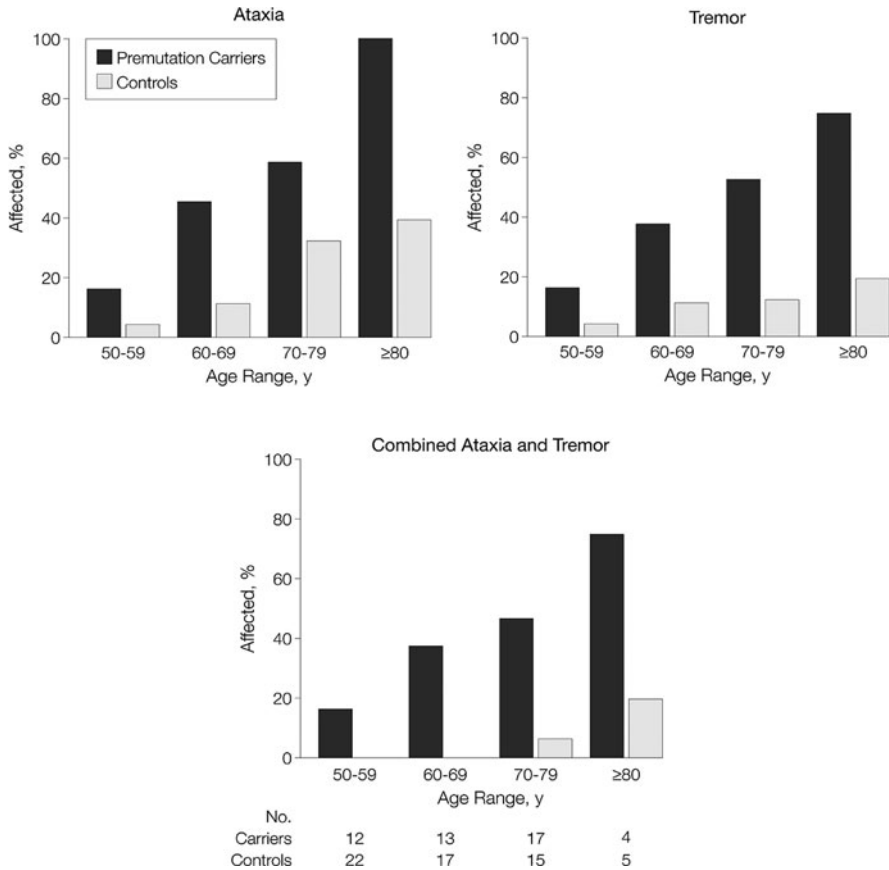 Ataxia
100
80
60
40
20
0
Affected, %
Premutation Carriers
Controls
50-59 60-69 70-79 ≥80
Age Range, y
Tremor
100
80
60
40
20
0
Affected, %
50-59 60-69 70-79 ≥80
Age Range, y
Combined Ataxia and Tremor
100
80
60
40
20
0
Affected, %
50-59 60-69 70-79 ≥80
Age Range, y
No.
Carriers 12 13 17 4
Controls 22 17 15 5